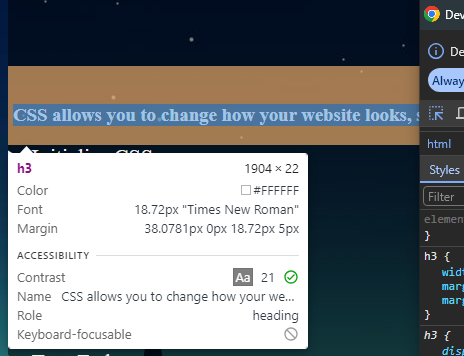 Dev
De
Alway
CSS allows you to change how your website looks, s
html
h3 1904 × 22
Color #FFFFFF
Font 18.72px "Times New Roman"
Margin 38.0781px 0px 18.72px 5px
ACCESSIBILITY
Contrast Aa 21
Name CSS allows you to change how your we...
Role heading
Keyboard-focusable
Styles
Filter
elemen
}
h3 {
widt
marg
marg
}
h3 {
disp